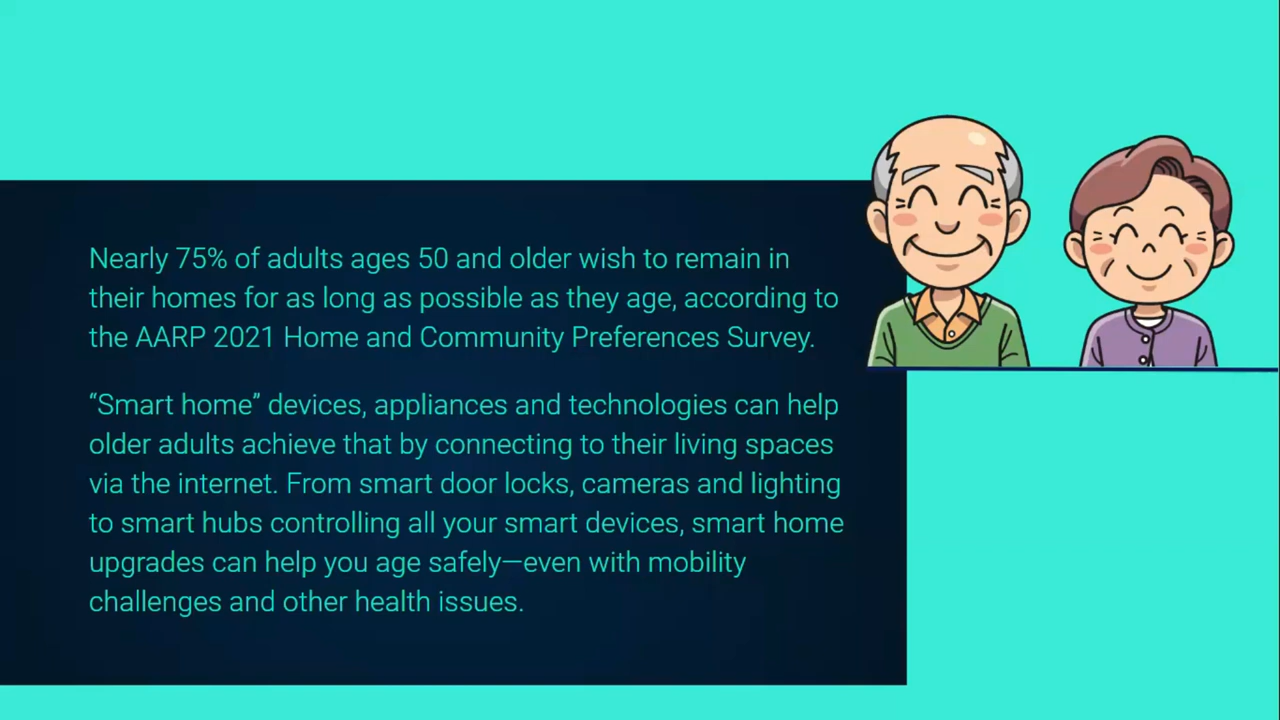 Nearly 75% of adults ages 50 and older wish to remain in
their homes for as long as possible as they age, according to
the AARP 2021 Home and Community Preferences Survey.
“Smart home” devices, appliances and technologies can help
older adults achieve that by connecting to their living spaces
via the internet. From smart door locks, cameras and lighting
to smart hubs controlling all your smart devices, smart home
upgrades can help you age safely—even with mobility
challenges and other health issues.